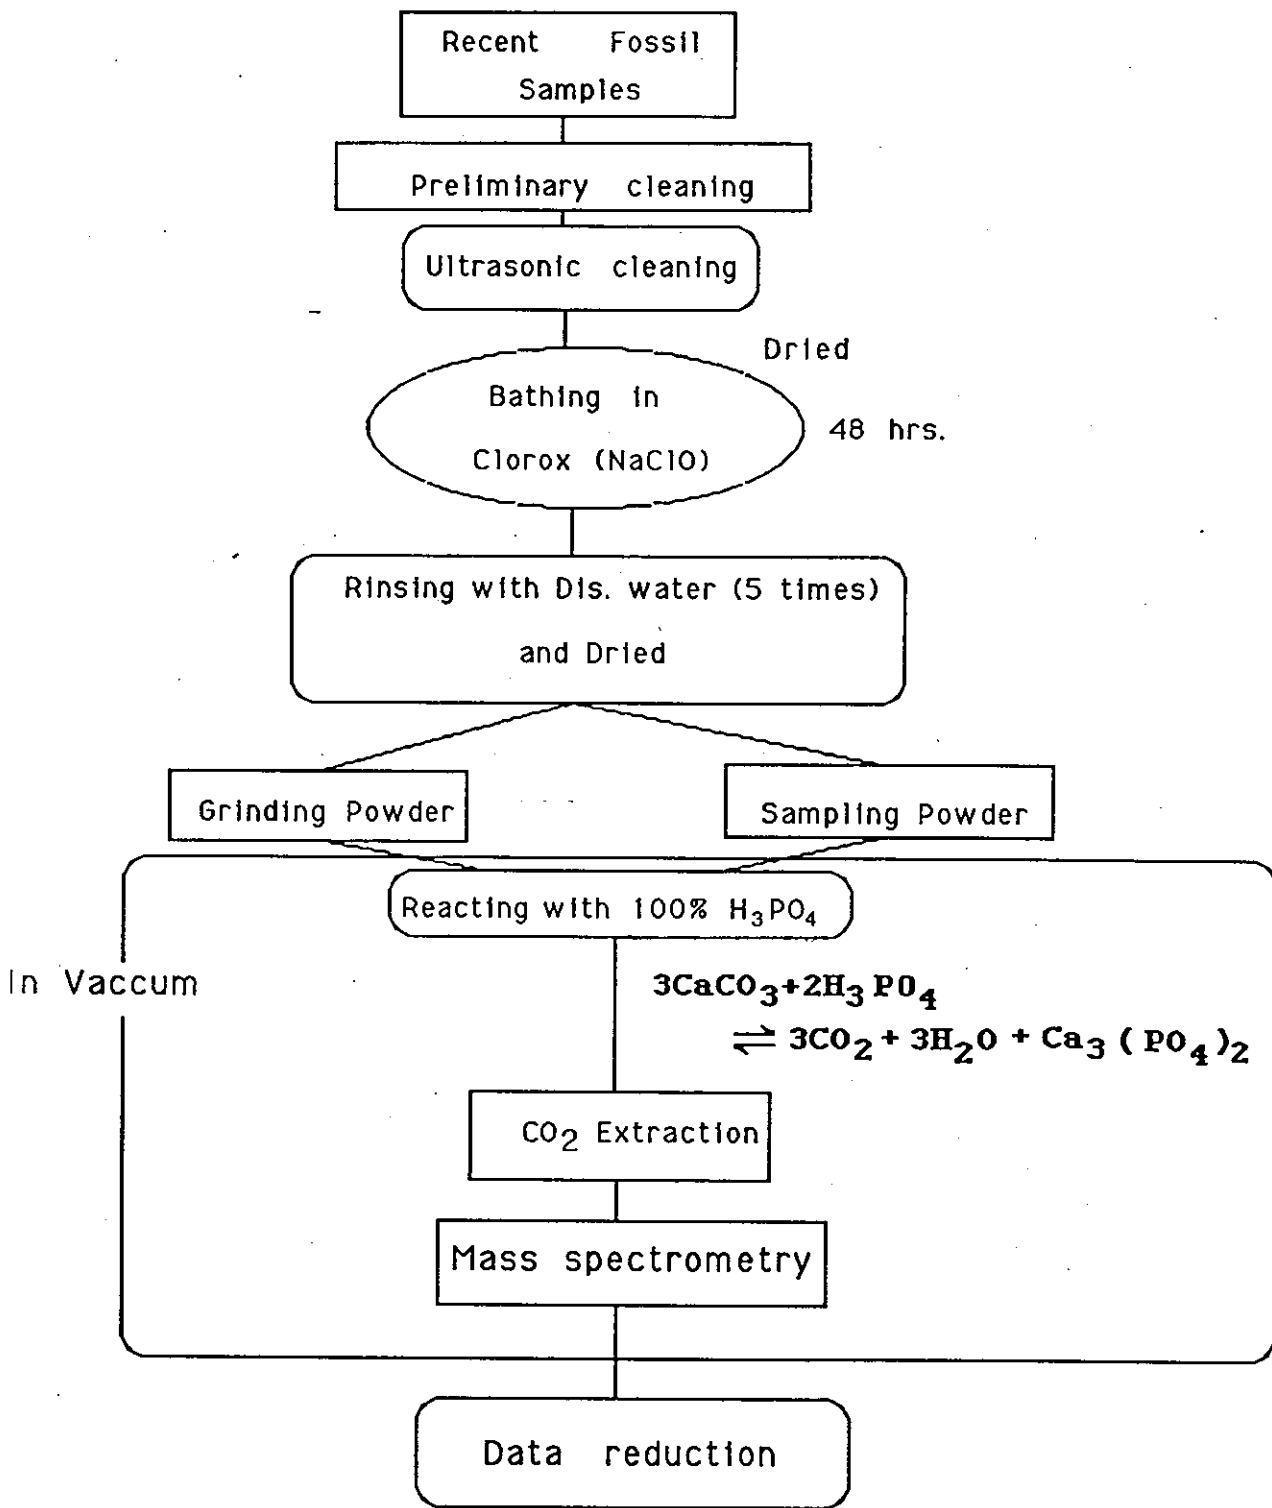 Recent Fossil
Samples
Preliminary cleaning
Ultrasonic cleaning
Dried
Bathing in
Clorox (NaClO)
48 hrs.
Rinsing with Dis. water (5 times)
and Dried
Grinding Powder
Sampling Powder
Reacting with 100% H₃PO₄
In Vaccum
3CaCO₃+2H₃PO₄
⇌ 3CO₂ + 3H₂O + Ca₃(PO₄)₂
CO₂ Extraction
Mass spectrometry
Data reduction